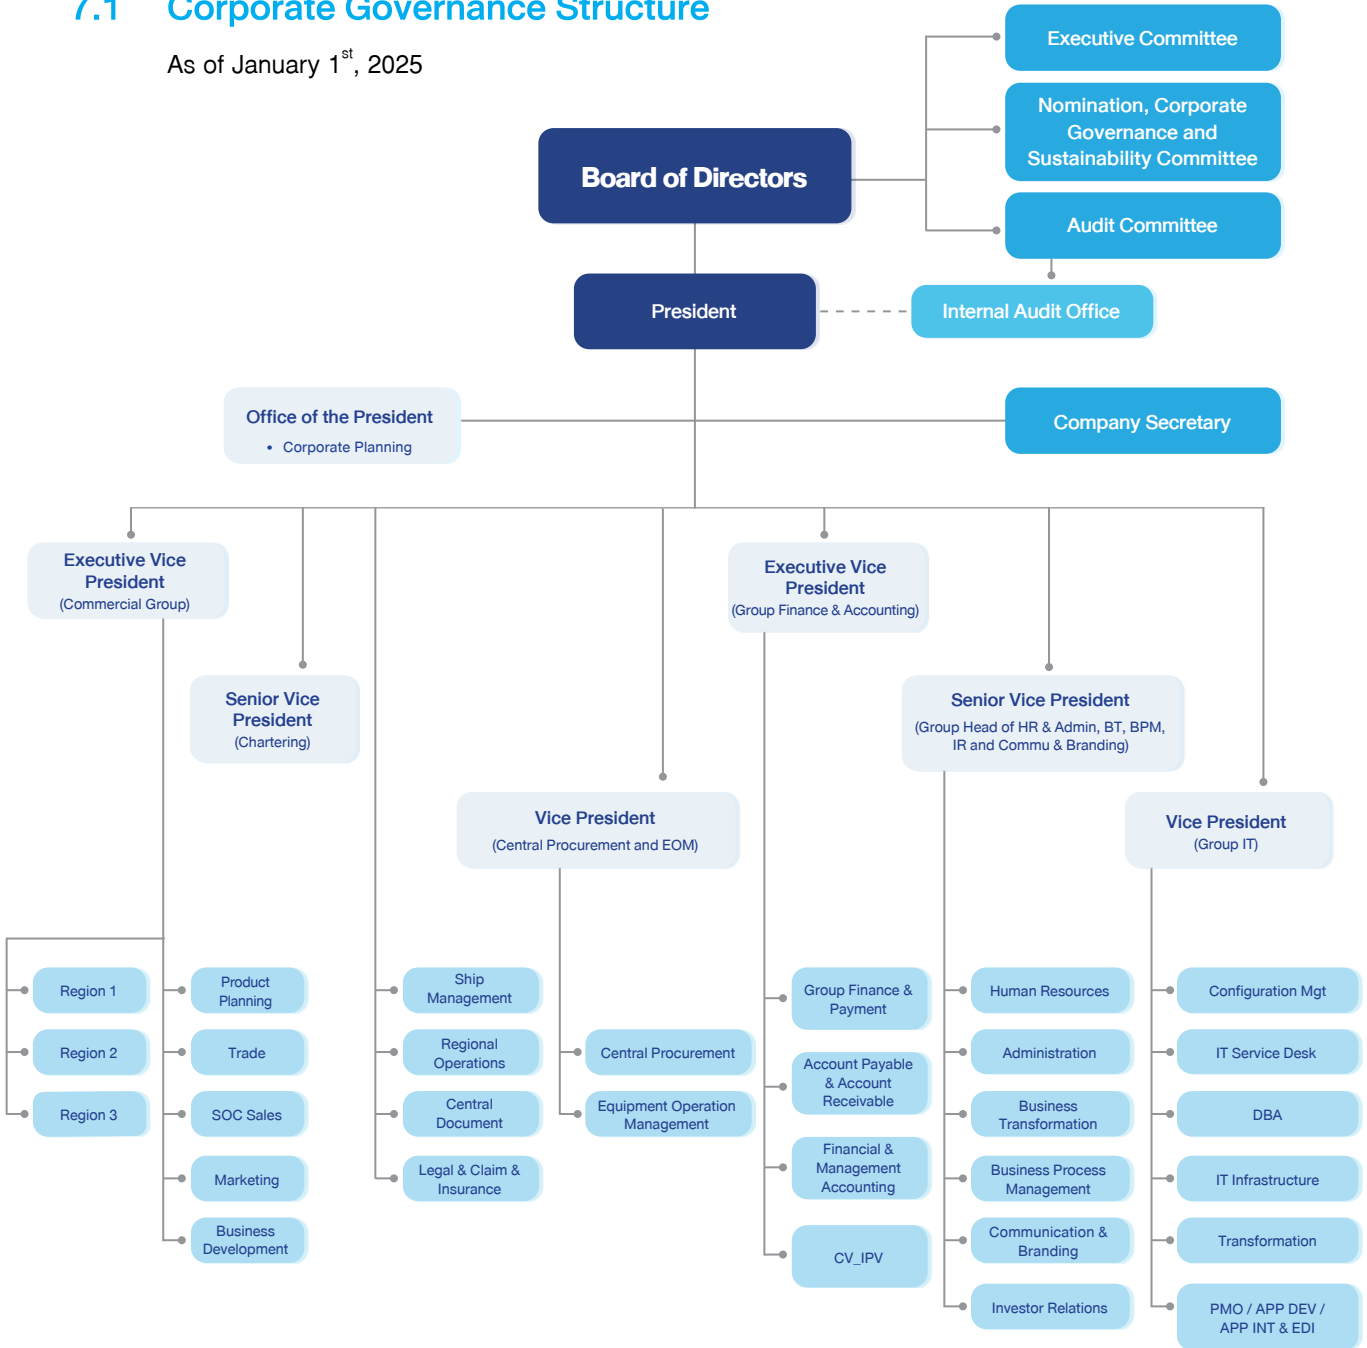 7.1 Corporate Governance Structure
As of January 1st, 2025
Executive Committee
Nomination, Corporate
Governance and
Sustainability Committee
Board of Directors
Audit Committee
President
Internal Audit Office
Office of the President
• Corporate Planning
Company Secretary
Executive Vice
President
(Commercial Group)
Executive Vice
President
(Group Finance & Accounting)
Senior Vice
President
(Chartering)
Senior Vice President
(Group Head of HR & Admin, BT, BPM,
IR and Commu & Branding)
Vice President
(Central Procurement and EOM)
Vice President
(Group IT)
Region 1
Region 2
Region 3
Product
Planning
Trade
SOC Sales
Marketing
Business
Development
Ship
Management
Regional
Operations
Central
Document
Legal & Claim &
Insurance
Central Procurement
Equipment Operation
Management
Group Finance &
Payment
Account Payable
& Account
Receivable
Financial &
Management
Accounting
CV_IPV
Human Resources
Administration
Business
Transformation
Business Process
Management
Communication &
Branding
Investor Relations
Configuration Mgt
IT Service Desk
DBA
IT Infrastructure
Transformation
PMO / APP DEV /
APP INT & EDI